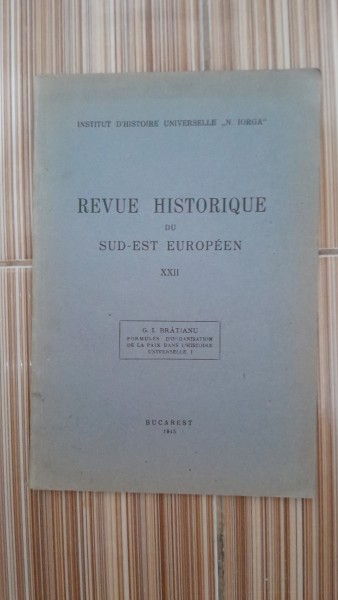 INSTITUT D'HISTOIRE UNIVERSELLE „N. IORGA"
REVUE HISTORIQUE
DU
SUD-EST EUROPÉEN
XXII
G. I. BRĂTIANU
FORMULES D'ORGANISATION
DE LA PAIX DANS L'HISTOIRE
UNIVERSELLE, I
BUCAREST
1945